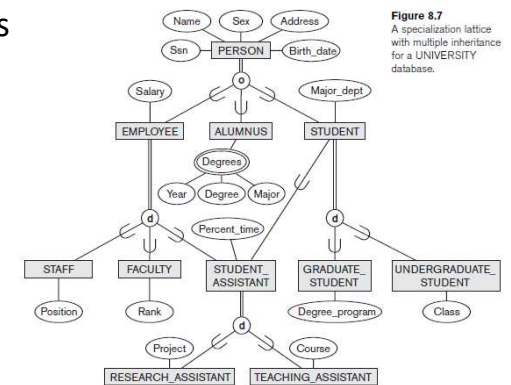 s
Name Sex Address
Ssn PERSON Birth_date
Figure 8.7
A specialization lattice
with multiple inheritance
for a UNIVERSITY
database.
o
Salary Major_dept
EMPLOYEE ALUMNUS STUDENT
Degrees
Year Degree Major
d Percent_time d
STAFF FACULTY STUDENT_
ASSISTANT GRADUATE_
STUDENT UNDERGRADUATE_
STUDENT
Position Rank Degree_program Class
d
Project Course
RESEARCH_ASSISTANT TEACHING_ASSISTANT